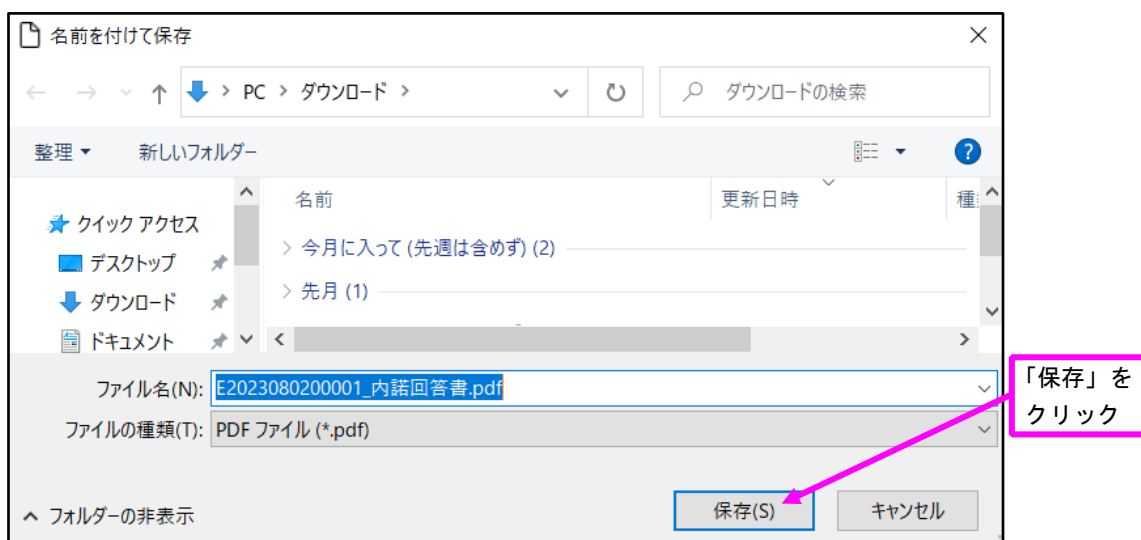 名前を付けて保存
PC > ダウンロード >
ダウンロードの検索
整理
新しいフォルダー
名前
更新日時
クイック アクセス
デスクトップ
ダウンロード
ドキュメント
今月に入って (先週は含めず) (2)
先月 (1)
ファイル名(N): E2023080200001_内諾回答書.pdf
ファイルの種類(T): PDF ファイル (*.pdf)
「保存」を
クリック
フォルダーの非表示
保存(S)
キャンセル